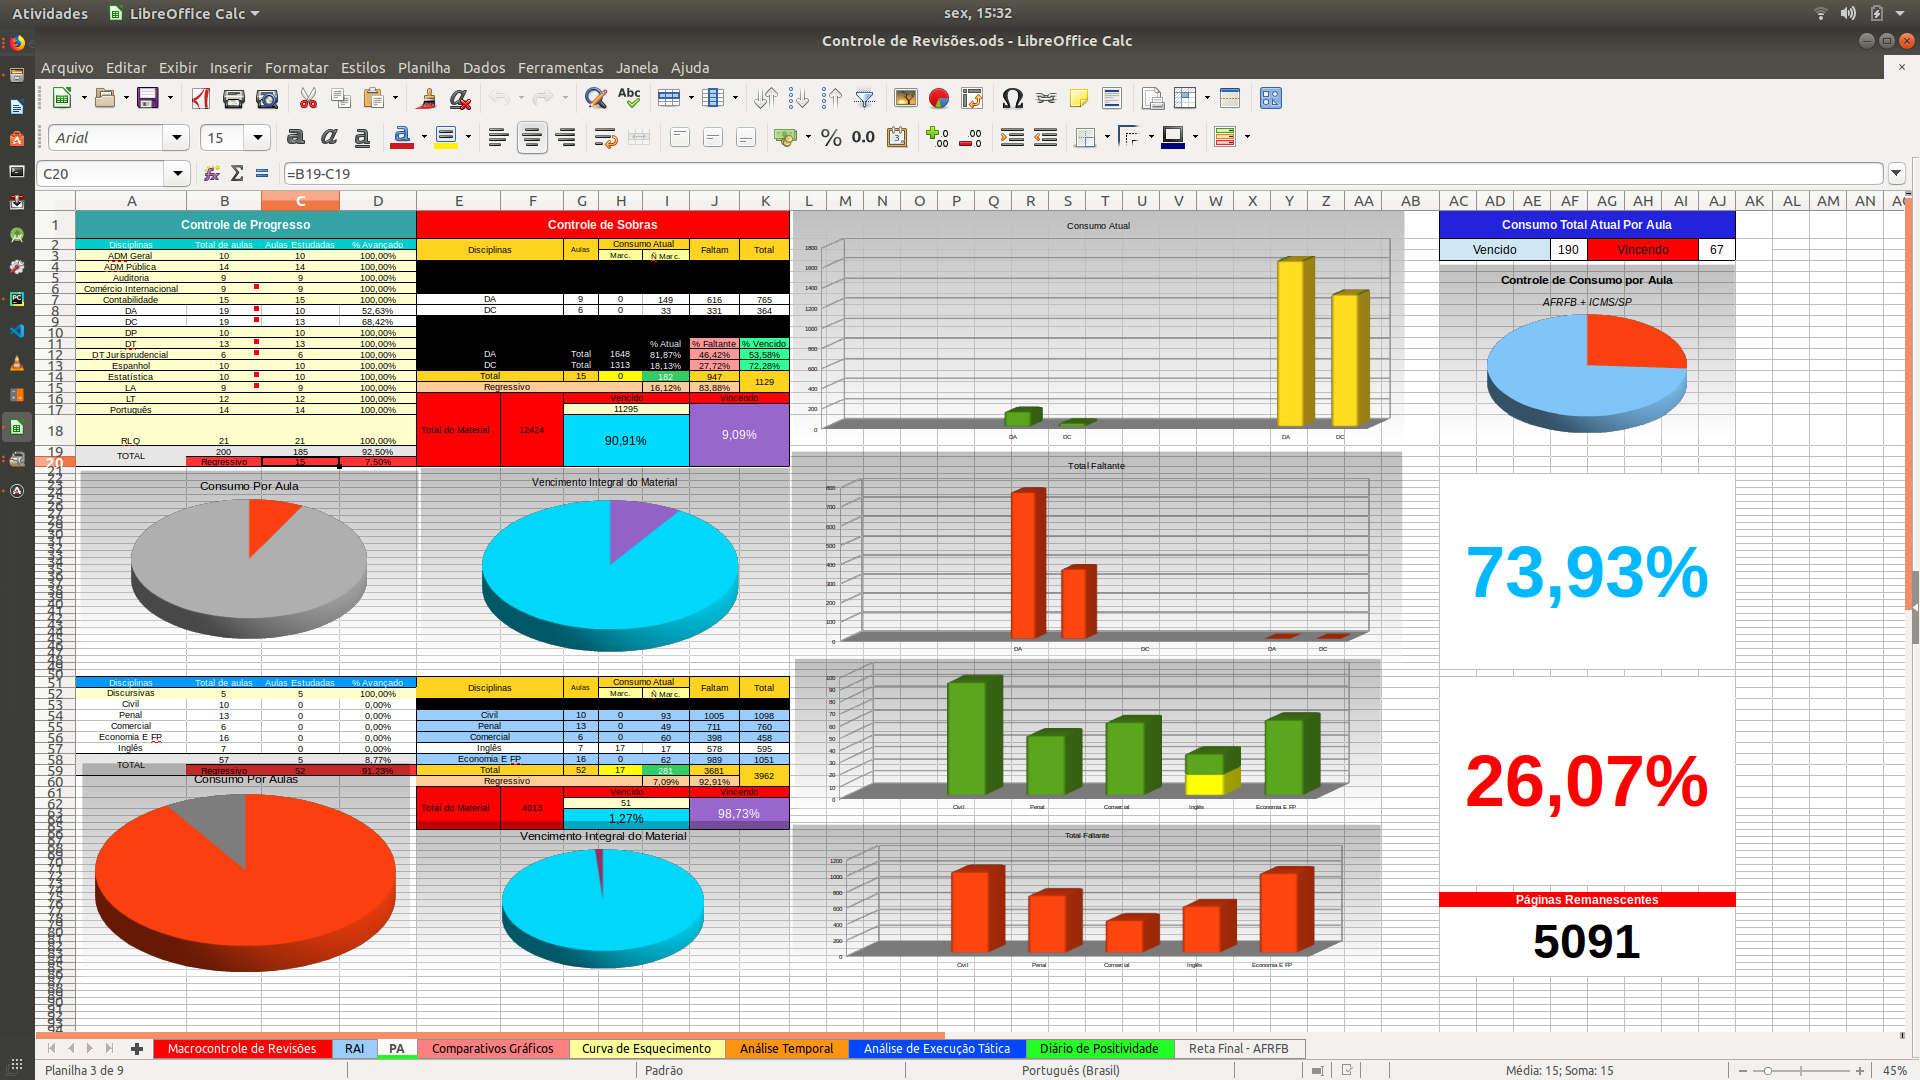 Atividades LibreOffice Calc sex, 15:32
Controle de Revisões.ods - LibreOffice Calc
Arquivo Editar Exibir Inserir Formatar Estilos Planilha Dados Ferramentas Janela Ajuda
Arial 15
C20 =B19-C19
A B C D E F G H I J K L M N O P Q R S T U V W X Y Z AA AB AC AD AE AF AG AH AI AJ AK AL AM AN
Controle de Progresso
Disciplinas Total de aulas Aulas Estudadas % Avançado
ADM Geral 10 10 100,00%
ADM Pública 14 14 100,00%
Auditoria 9 9 100,00%
Comércio Internacional 9 9 100,00%
Contabilidade 15 15 100,00%
DA 19 10 52,63%
DC 19 13 68,42%
DP 10 10 100,00%
DT 13 13 100,00%
DT Jurisprudencial 6 6 100,00%
Espanhol 10 10 100,00%
Estatística 10 10 100,00%
LA 9 9 100,00%
LT 12 12 100,00%
Português 14 14 100,00%
RLQ 21 21 100,00%
TOTAL 200 185 92,50%
Regressivo 15 7,50%
Controle de Sobras
Disciplinas Aulas Consumo Atual Faltam Total
Marc. Ñ Marc.
DA 9 0 149 616 765
DC 6 0 33 331 364
% Atual % Faltante % Vencido
DA Total 1648 81,87% 46,42% 53,58%
DC Total 1313 18,13% 27,72% 72,28%
Total 15 0 182 947 1129
Regressivo 16,12% 83,88%
Total do Material 12424 Vencido Vincendo
11295
90,91% 9,09%
Consumo Atual
1800
1600
1400
1200
1000
800
600
400
200
0
DA DC DA DC
Consumo Total Atual Por Aula
Vencido 190 Vincendo 67
Controle de Consumo por Aula
AFRFB + ICMS/SP
Consumo Por Aula
Vencimento Integral do Material
Total Faltante
800
700
600
500
400
300
200
100
0
DA DC DA DC
73,93%
26,07%
Páginas Remanescentes
5091
Disciplinas Total de aulas Aulas Estudadas % Avançado
Discursivas 5 5 100,00%
Civil 10 0 0,00%
Penal 13 0 0,00%
Comercial 6 0 0,00%
Economia E FP 16 0 0,00%
Inglês 7 0 0,00%
TOTAL 57 5 8,77%
Regressivo 52 91,23%
Disciplinas Aulas Consumo Atual Faltam Total
Marc. Ñ Marc.
Civil 10 0 93 1005 1098
Penal 13 0 49 711 760
Comercial 6 0 60 398 458
Inglês 7 17 17 578 595
Economia E FP 16 0 62 989 1051
Total 52 17 281 3681 3962
Regressivo 7,09% 92,91%
Total do Material 4013 Vencido Vincendo
51
1,27% 98,73%
Consumo Por Aulas
Vencimento Integral do Material
100
90
80
70
60
50
40
30
20
10
0
Civil Penal Comercial Inglês Economia E FP
Total Faltante
1200
1000
800
600
400
200
0
Civil Penal Comercial Inglês Economia E FP
Macrocontrole de Revisões RAI PA Comparativos Gráficos Curva de Esquecimento Análise Temporal Análise de Execução Tática Diário de Positividade Reta Final - AFRFB
Planilha 3 de 9 Padrão Português (Brasil) Média: 15; Soma: 15 45%